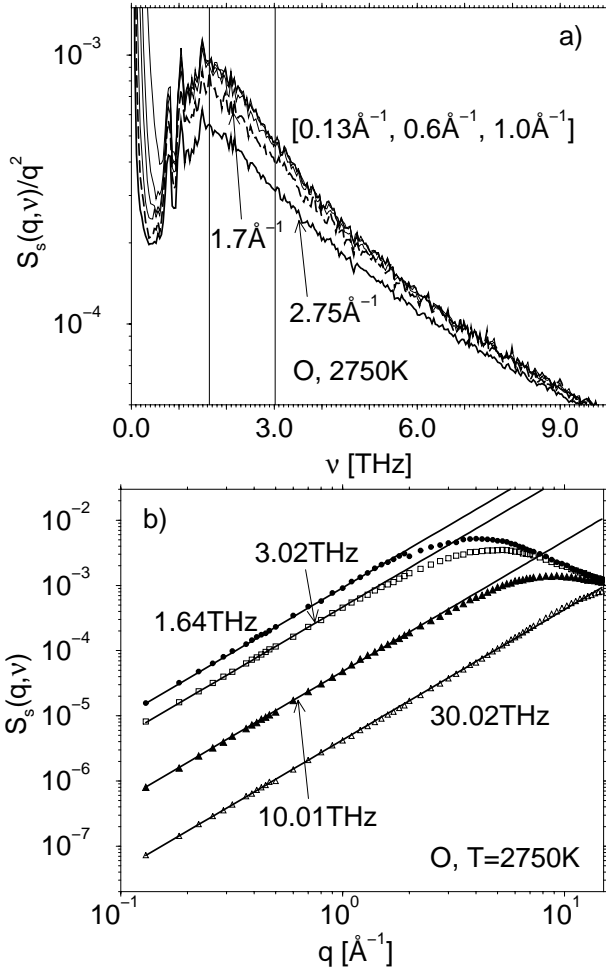 a)
10⁻³
[0.13Å⁻¹, 0.6Å⁻¹, 1.0Å⁻¹]
Sₛ(q,ν)/q²
1.7Å⁻¹
2.75Å⁻¹
10⁻⁴
O, 2750K
0.0 3.0 6.0 9.0
ν [THz]
b)
10⁻²
3.02THz
10⁻³
1.64THz
10⁻⁴
Sₛ(q,ν)
10⁻⁵
30.02THz
10⁻⁶
10.01THz
10⁻⁷
O, T=2750K
10⁻¹ 10⁰ 10¹
q [Å⁻¹]